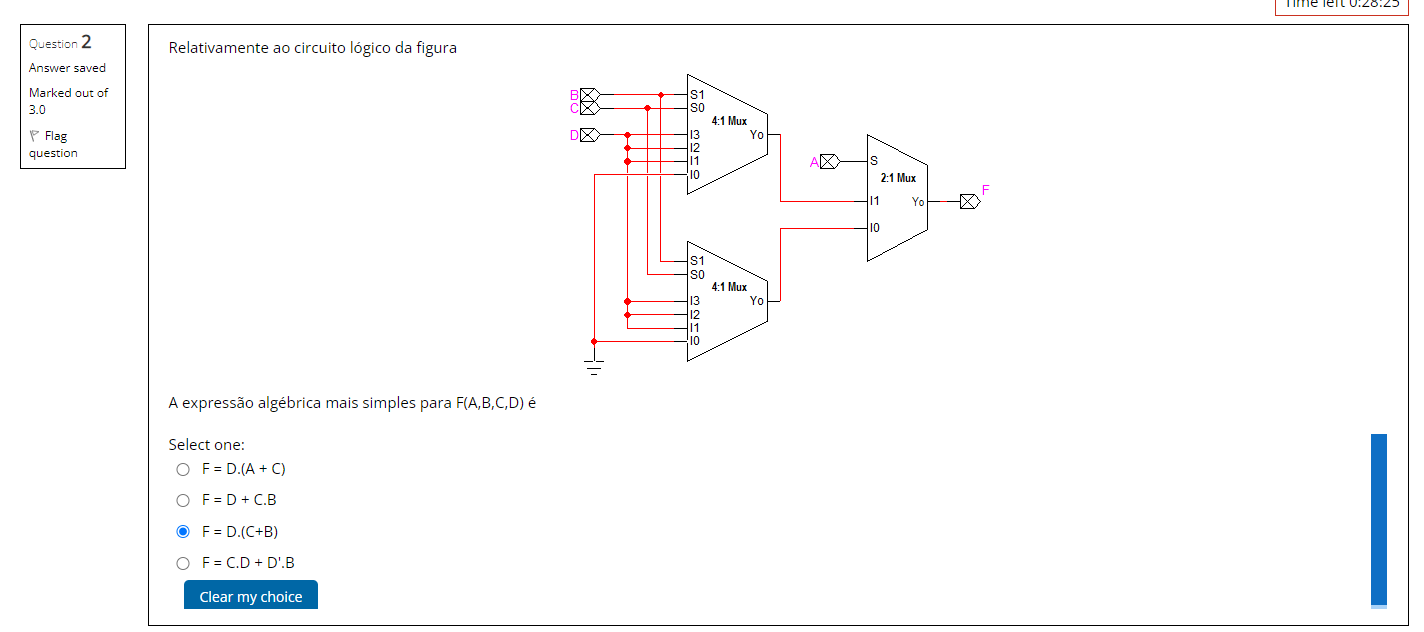 Time left 0:28:25
Question 2
Answer saved
Marked out of
3.0
Flag
question
Relativamente ao circuito lógico da figura
B
C
D
S1
S0
4:1 Mux
I3
Yo
I2
I1
I0
A
S
2:1 Mux
I1
Yo
I0
F
S1
S0
4:1 Mux
I3
Yo
I2
I1
I0
A expressão algébrica mais simples para F(A,B,C,D) é
Select one:
F = D.(A + C)
F = D + C.B
F = D.(C+B)
F = C.D + D'.B
Clear my choice